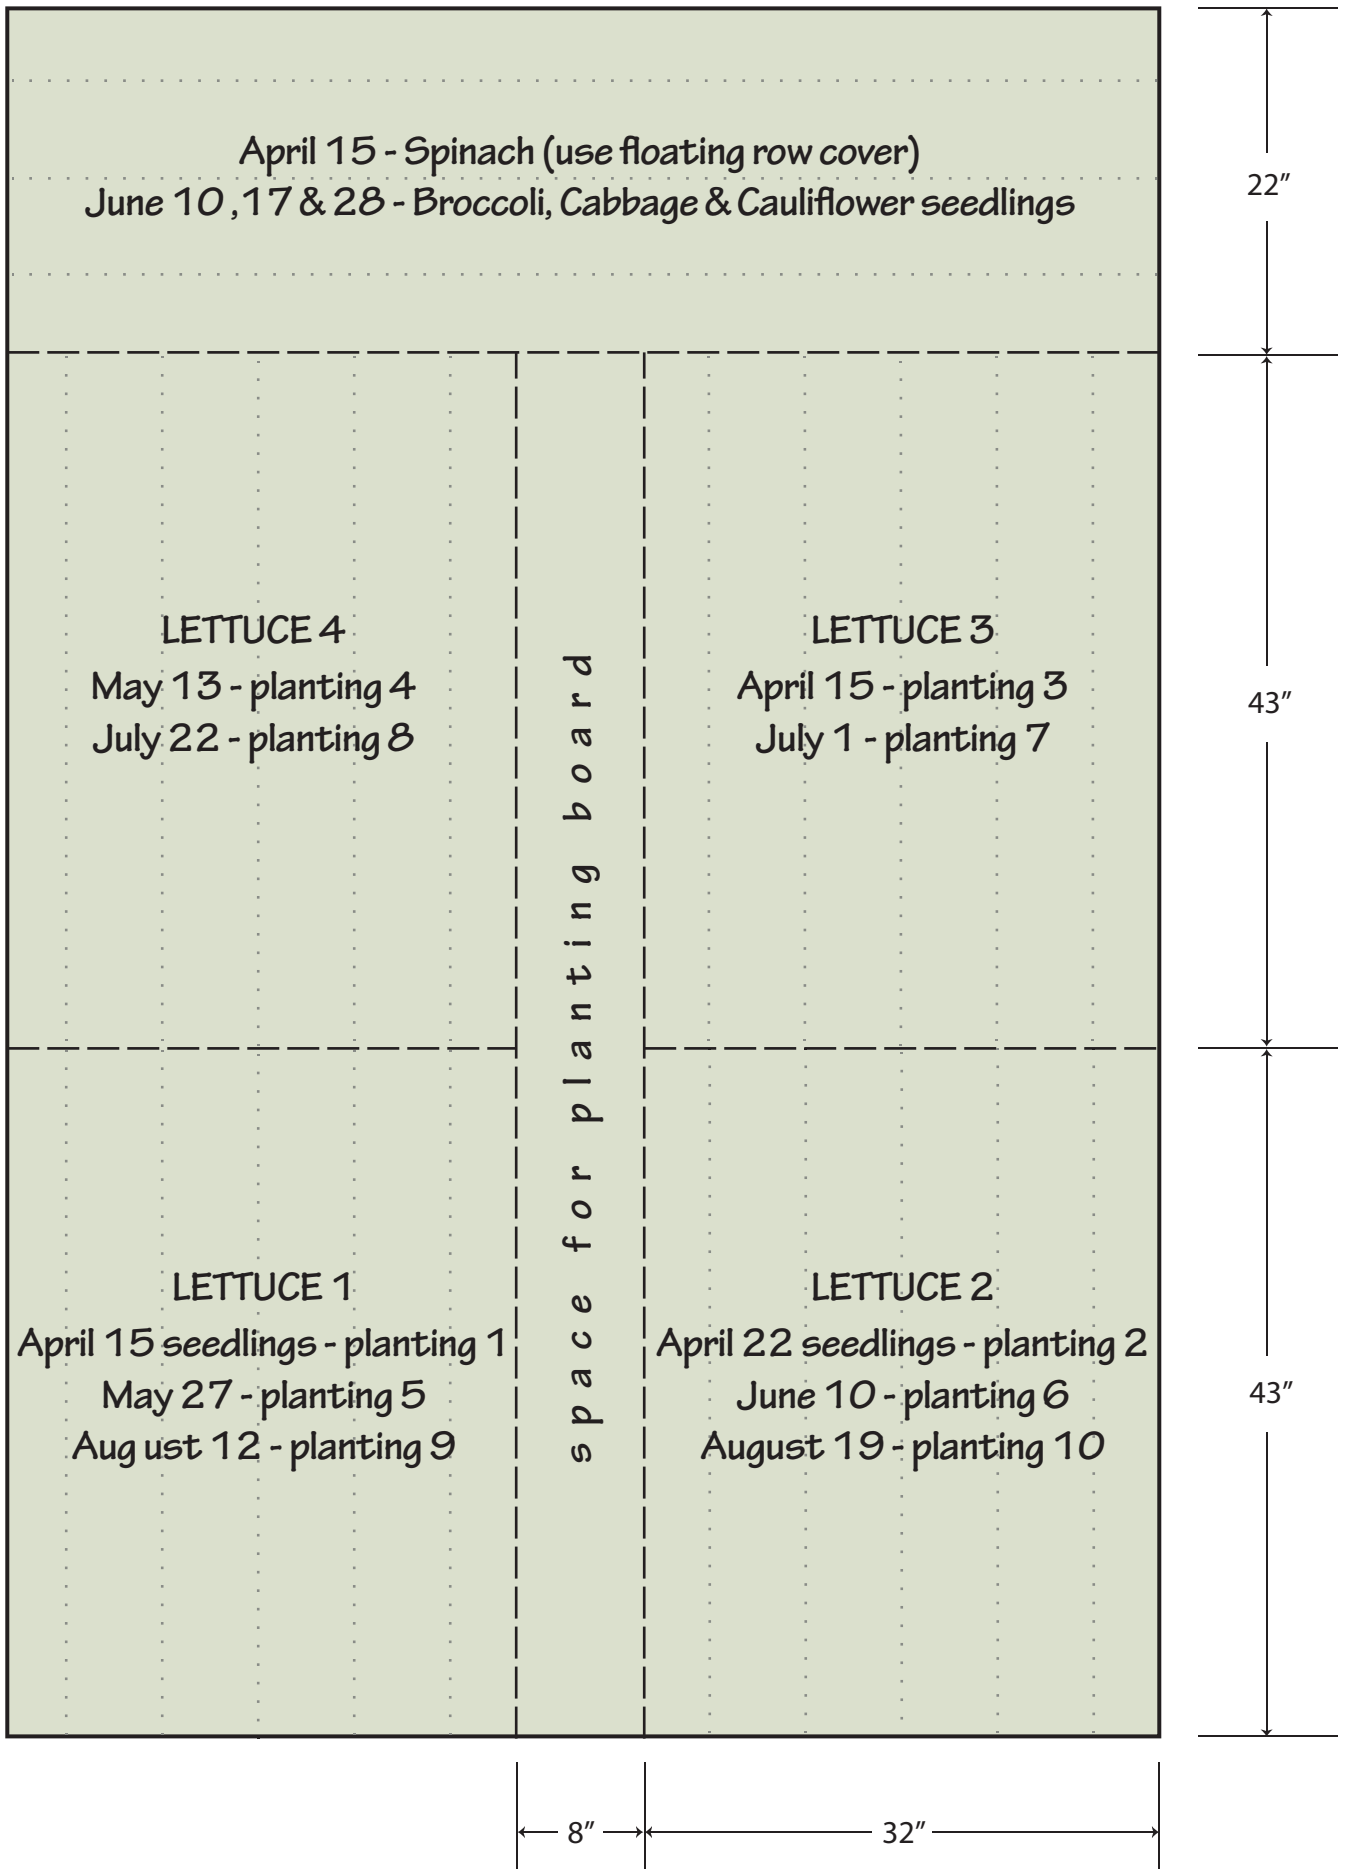 April 15 - Spinach (use floating row cover)
June 10 ,17 & 28 - Broccoli, Cabbage & Cauliflower seedlings
22"
LETTUCE 4
May 13 - planting 4
July 22 - planting 8
LETTUCE 3
April 15 - planting 3
July 1 - planting 7
43"
space for planting board
LETTUCE 1
April 15 seedlings - planting 1
May 27 - planting 5
Aug ust 12 - planting 9
LETTUCE 2
April 22 seedlings - planting 2
June 10 - planting 6
August 19 - planting 10
43"
8"
32"